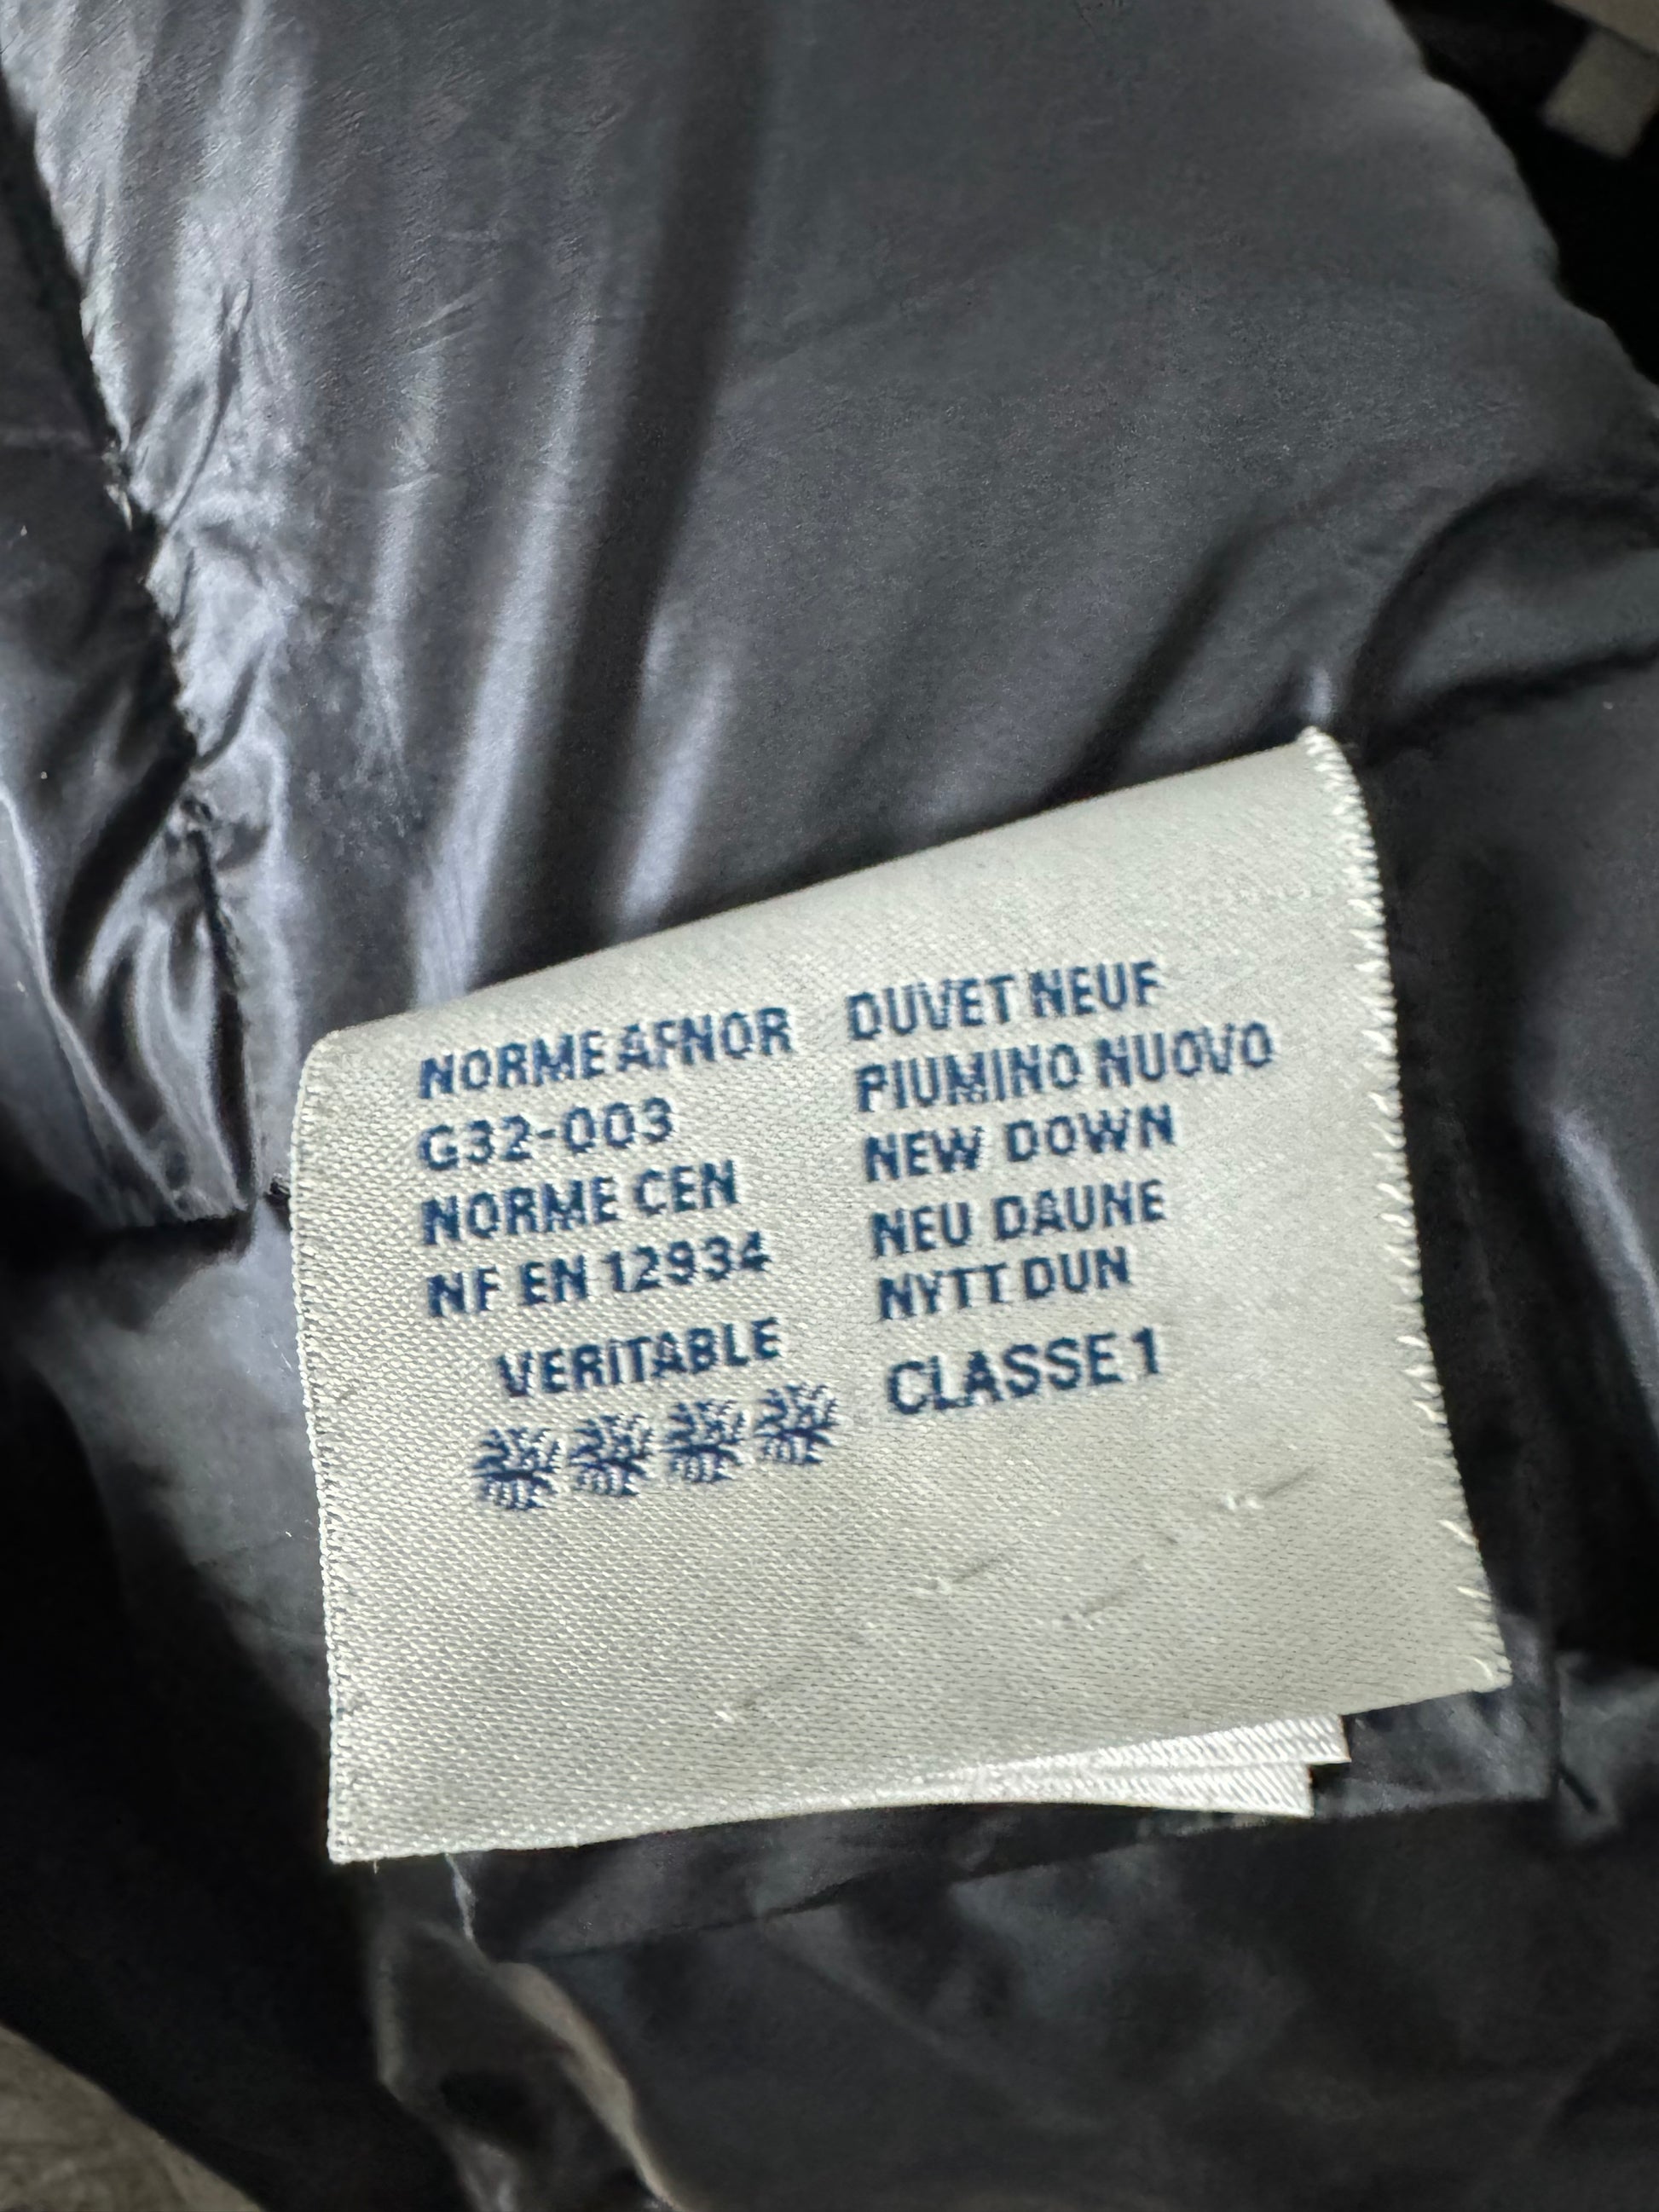 NORME AFNOR
G32-003
NORME CEN
NF EN 12934
VERITABLE
DUVET NEUF
PIUMINO NUOVO
NEW DOWN
NEU DAUNE
NYTT DUN
CLASSE 1